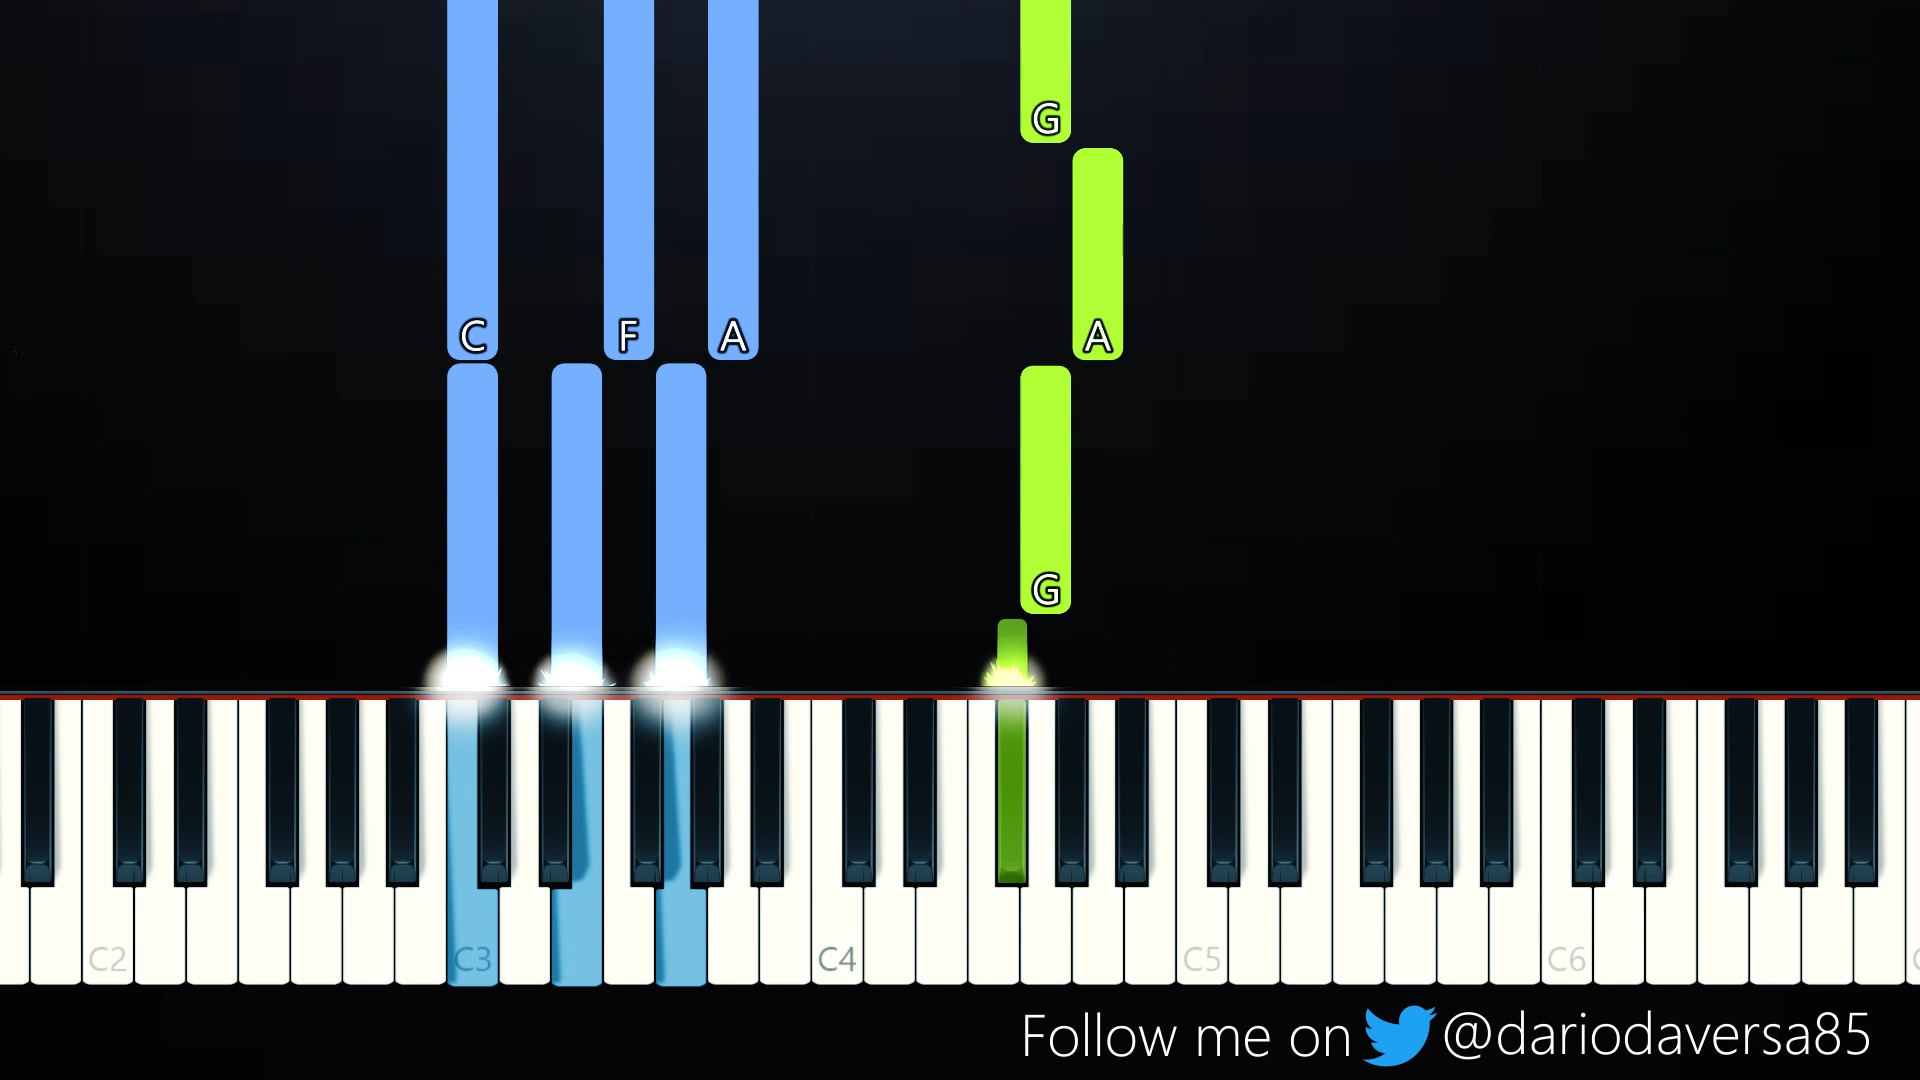 G
C F A A
G
C2 C3 C4 C5 C6
Follow me on @dariodaversa85